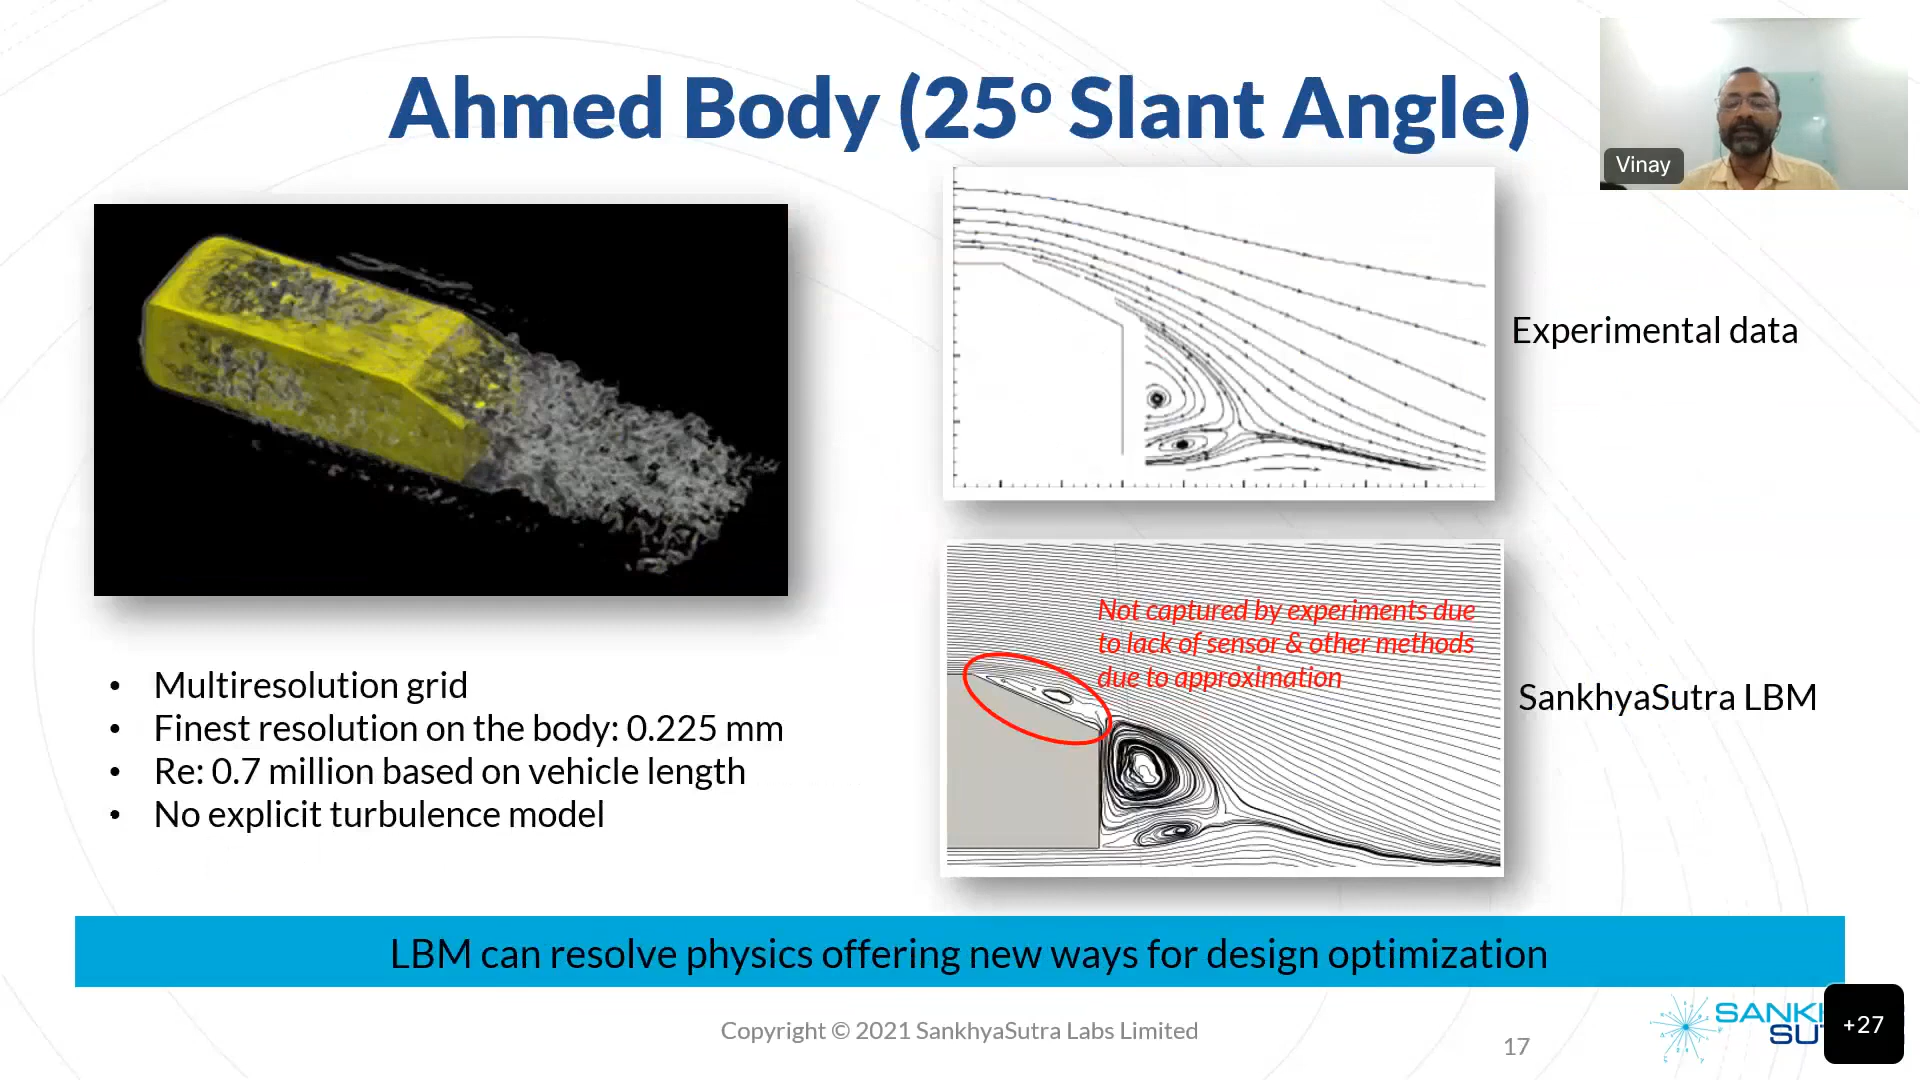 Ahmed Body (25º Slant Angle)
Vinay
Experimental data
Not captured by experiments due
to lack of sensor & other methods
due to approximation
SankhyaSutra LBM
• Multiresolution grid
• Finest resolution on the body: 0.225 mm
• Re: 0.7 million based on vehicle length
• No explicit turbulence model
LBM can resolve physics offering new ways for design optimization
Copyright © 2021 SankhyaSutra Labs Limited
17
+27